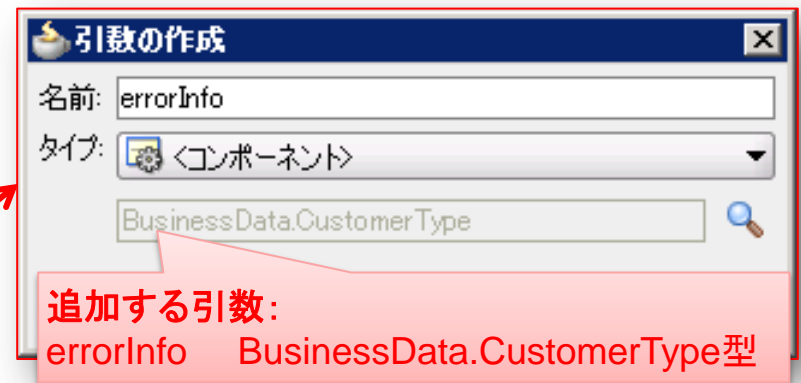 引数の作成
名前: errorInfo
タイプ: <コンポーネント>
BusinessData.CustomerType
追加する引数:
errorInfo BusinessData.CustomerType型